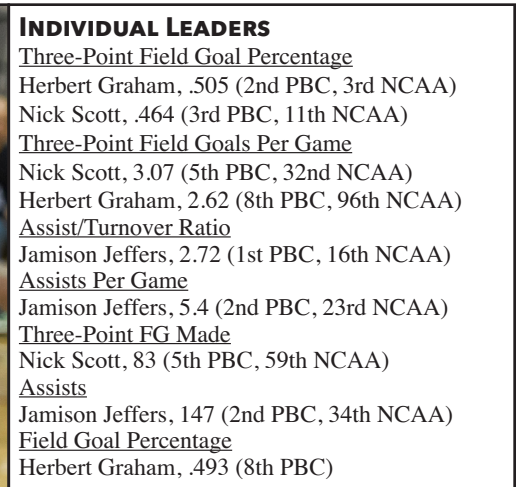 INDIVIDUAL LEADERS
Three-Point Field Goal Percentage
Herbert Graham, .505 (2nd PBC, 3rd NCAA)
Nick Scott, .464 (3rd PBC, 11th NCAA)
Three-Point Field Goals Per Game
Nick Scott, 3.07 (5th PBC, 32nd NCAA)
Herbert Graham, 2.62 (8th PBC, 96th NCAA)
Assist/Turnover Ratio
Jamison Jeffers, 2.72 (1st PBC, 16th NCAA)
Assists Per Game
Jamison Jeffers, 5.4 (2nd PBC, 23rd NCAA)
Three-Point FG Made
Nick Scott, 83 (5th PBC, 59th NCAA)
Assists
Jamison Jeffers, 147 (2nd PBC, 34th NCAA)
Field Goal Percentage
Herbert Graham, .493 (8th PBC)